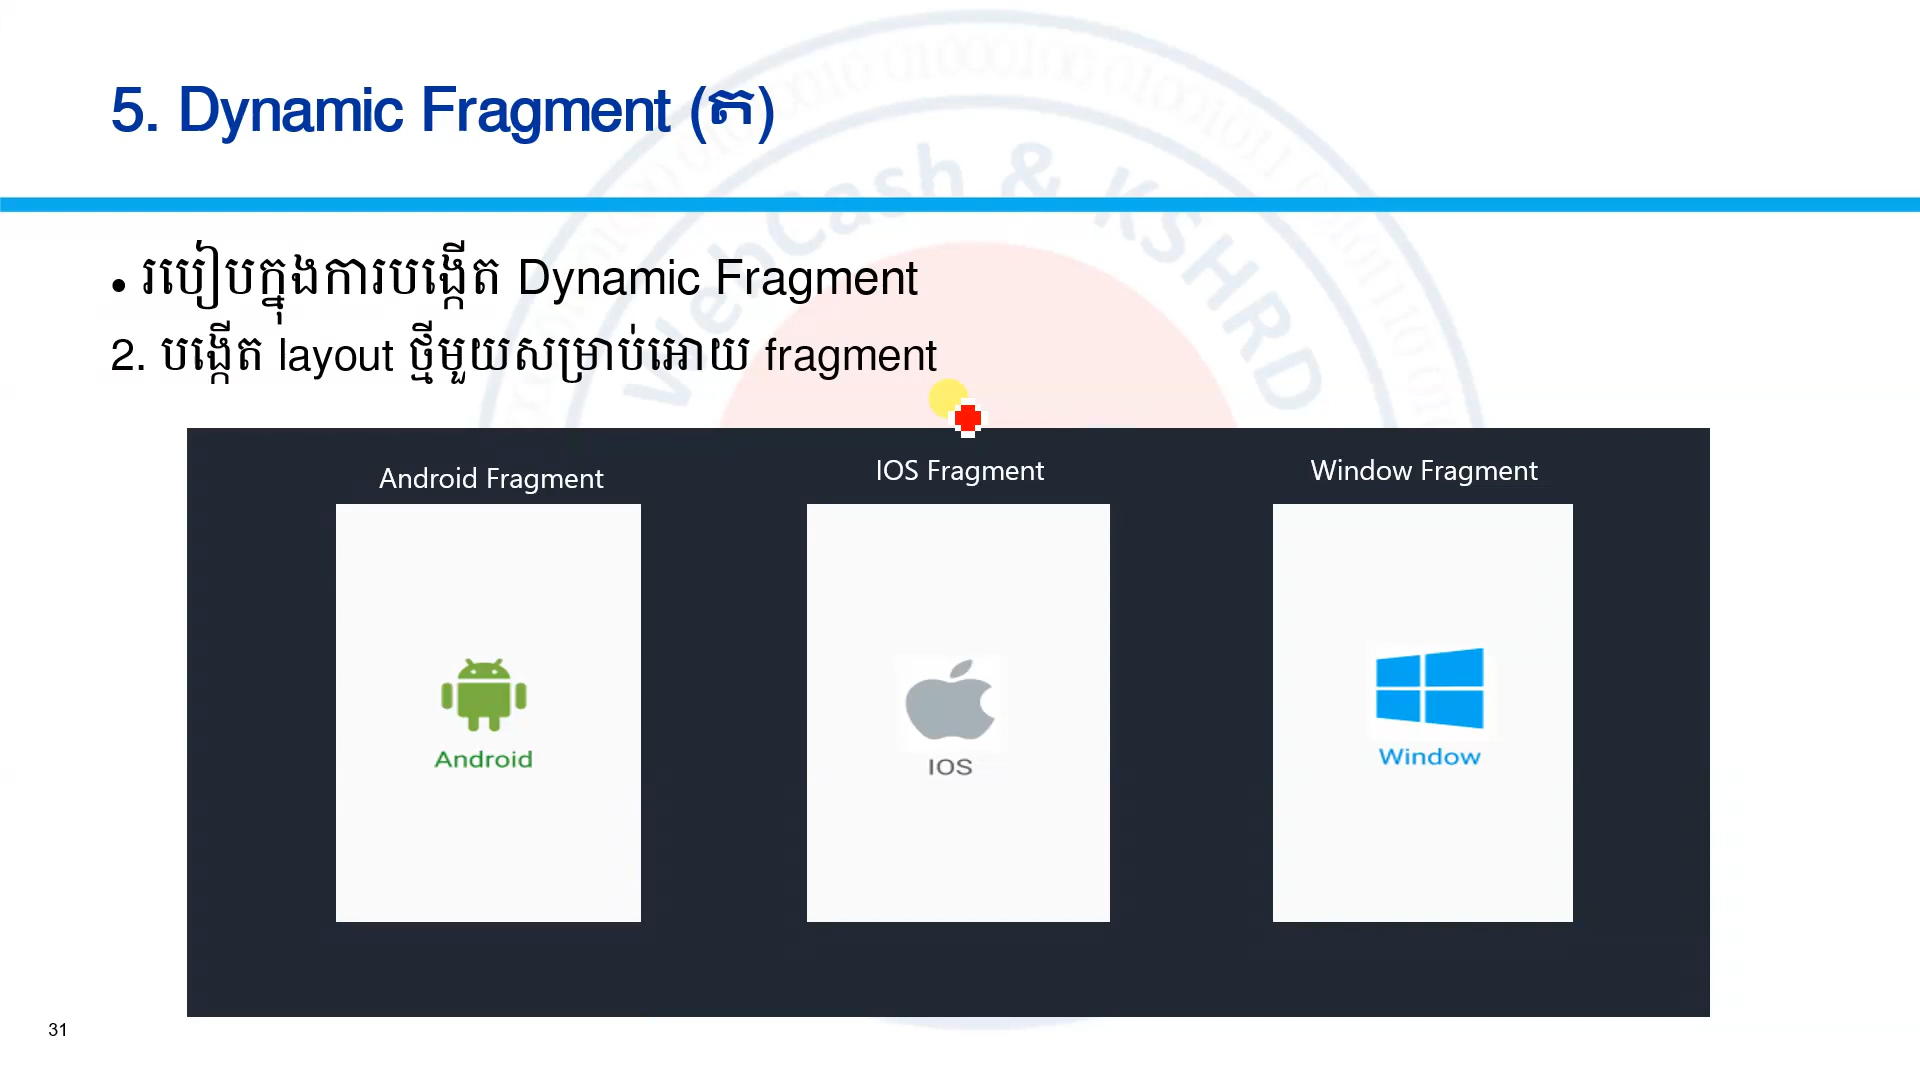 5. Dynamic Fragment (ត)
WebCash & KSHRD
• របៀបក្នុងការបង្កើត Dynamic Fragment
2. បង្កើត layout ថ្មីមួយសម្រាប់អោយ fragment
Android Fragment
IOS Fragment
Window Fragment
Android
IOS
Window
31